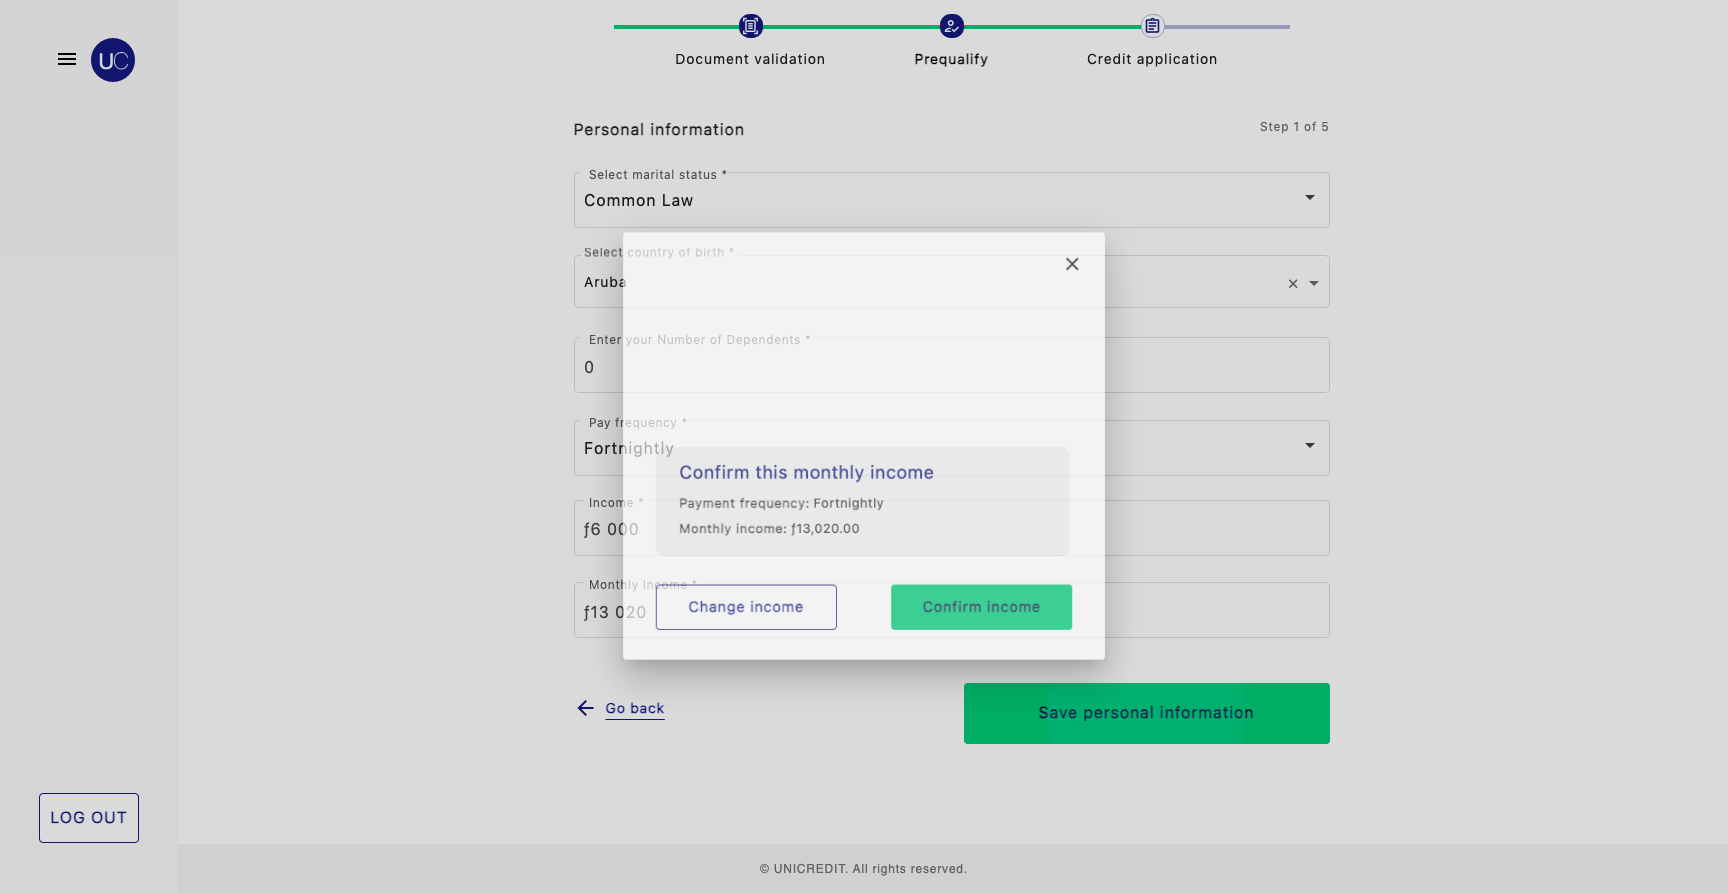 UC
Document validation
Prequalify
Credit application
Personal information
Step 1 of 5
Select marital status *
Common Law
Select country of birth *
Aruba
Enter your Number of Dependents *
0
Pay frequency *
Fortnightly
Confirm this monthly income
Income *
Payment frequency: Fortnightly
ƒ6 000
Monthly income: ƒ13,020.00
Monthly Income *
ƒ13 020
Change income
Confirm income
Go back
Save personal information
LOG OUT
© UNICREDIT. All rights reserved.